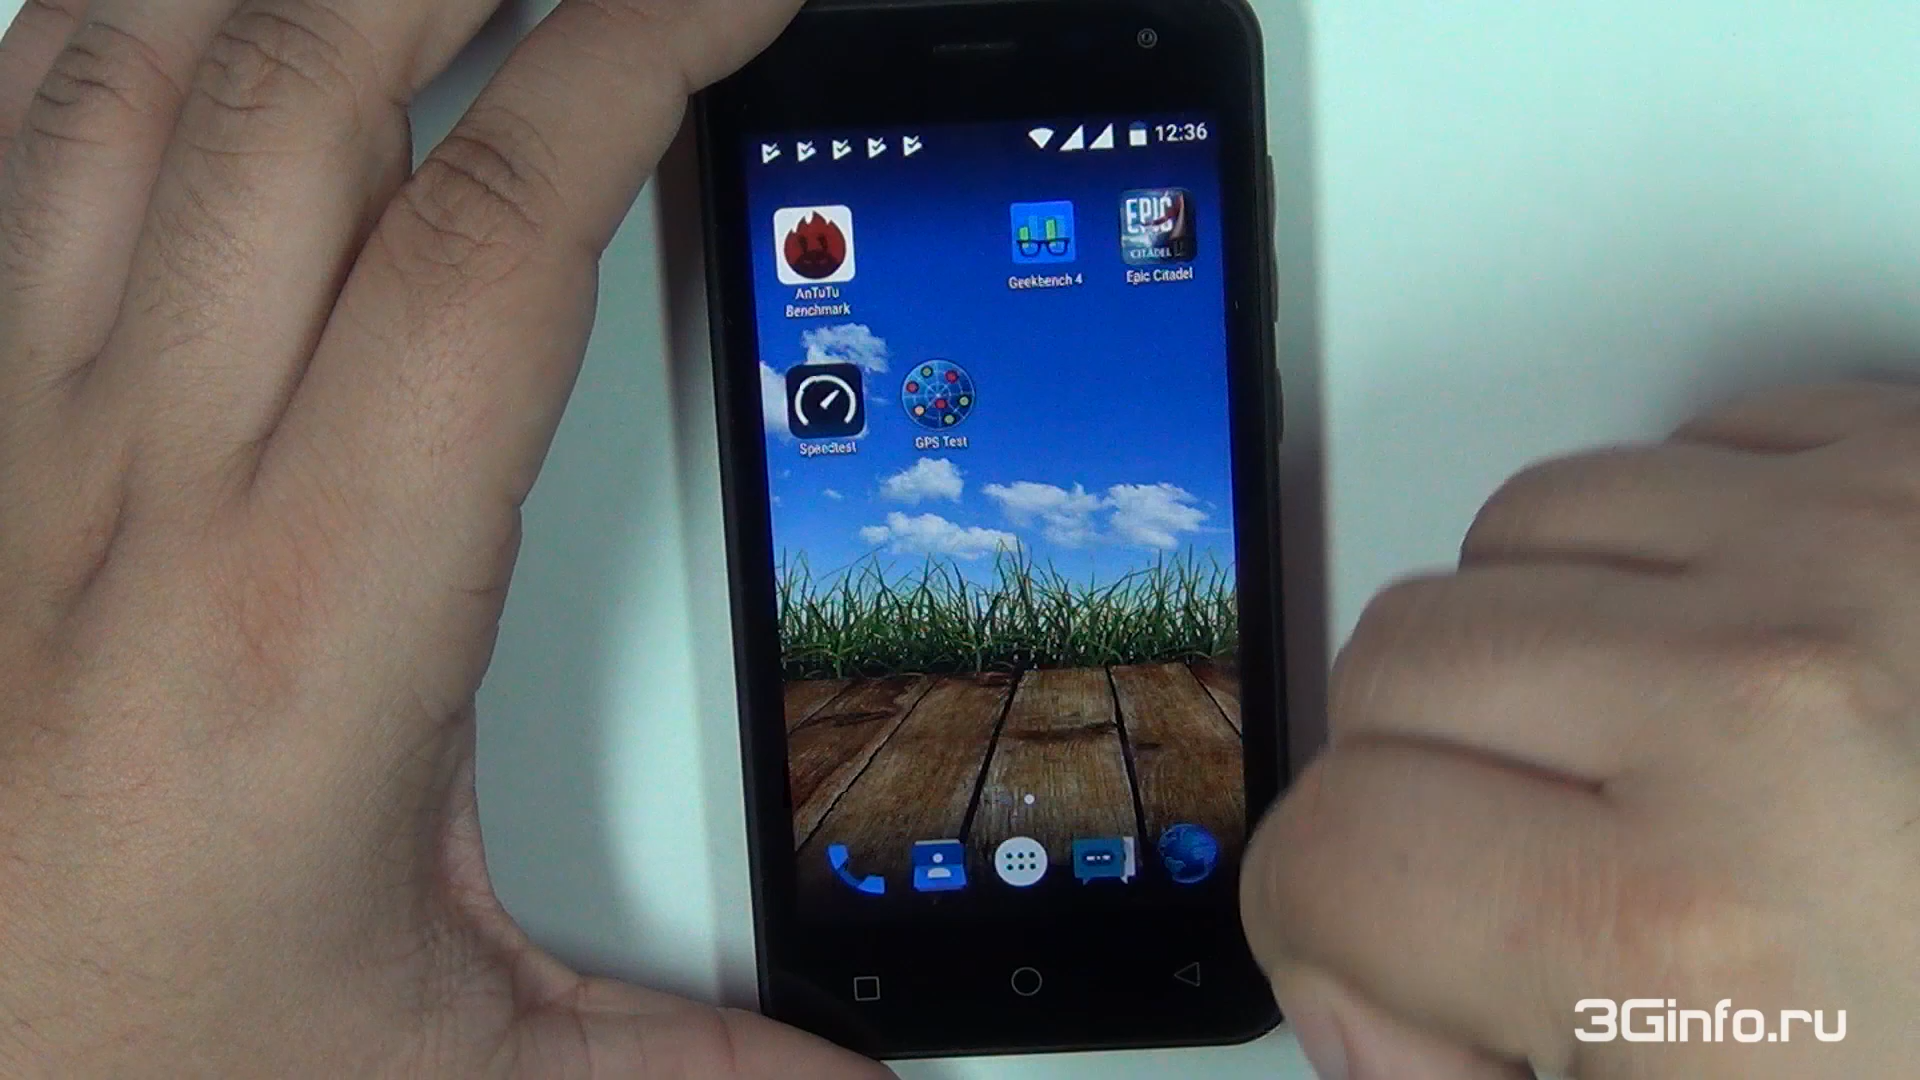 12:36
EPIC
CITADEL
AnTuTu
Benchmark
Geekbench 4
Epic Citadel
Speedtest
GPS Test
3Ginfo.ru